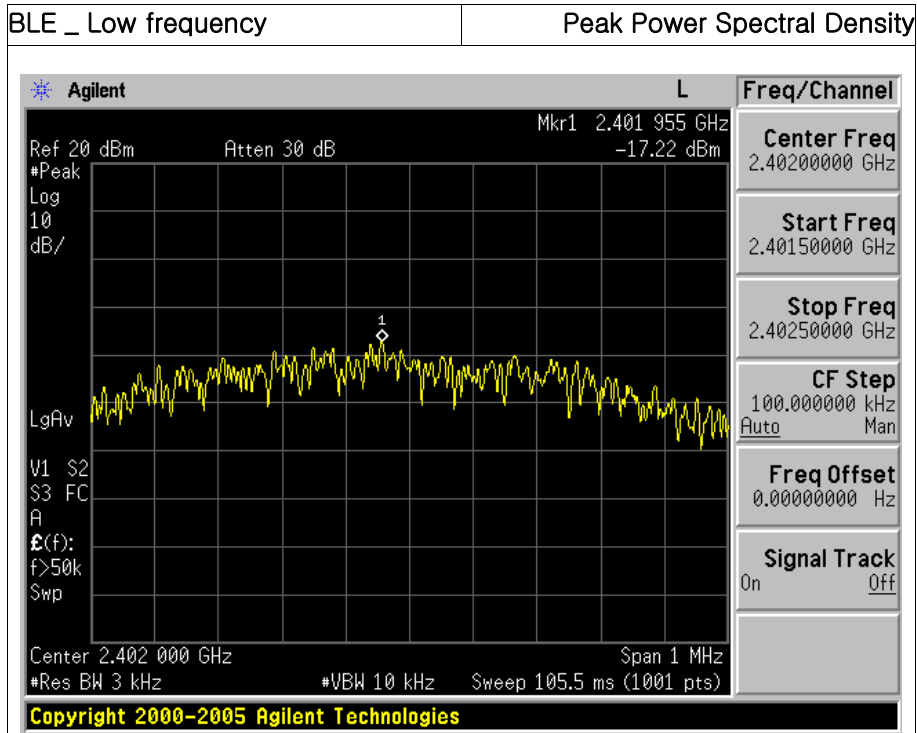 BLE _ Low frequency
Peak Power Spectral Density
Agilent
L
Freq/Channel
Mkr1 2.401 955 GHz
Ref 20 dBm Atten 30 dB -17.22 dBm
#Peak
Log
10
dB/
1
LgAv
V1 S2
S3 FC
A
£(f):
f>50k
Swp
Center 2.402 000 GHz Span 1 MHz
#Res BW 3 kHz #VBW 10 kHz Sweep 105.5 ms (1001 pts)
Copyright 2000-2005 Agilent Technologies
Center Freq
2.40200000 GHz
Start Freq
2.40150000 GHz
Stop Freq
2.40250000 GHz
CF Step
100.000000 kHz
Auto Man
Freq Offset
0.00000000 Hz
Signal Track
On Off